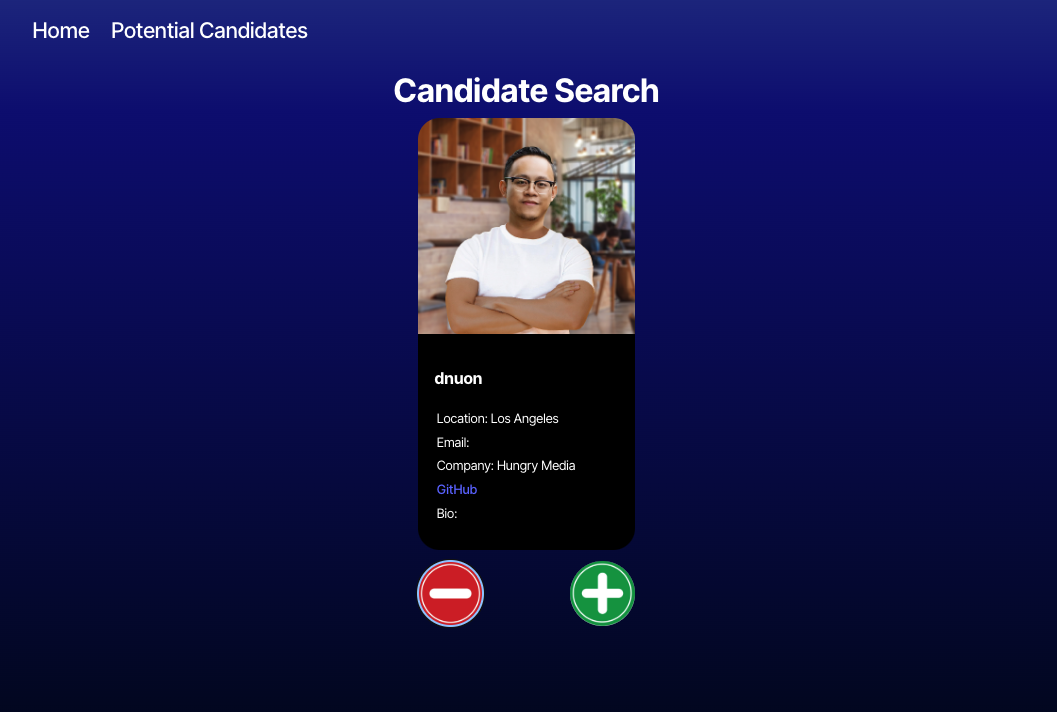 Home Potential Candidates
Candidate Search
dnuon
Location: Los Angeles
Email:
Company: Hungry Media
GitHub
Bio: